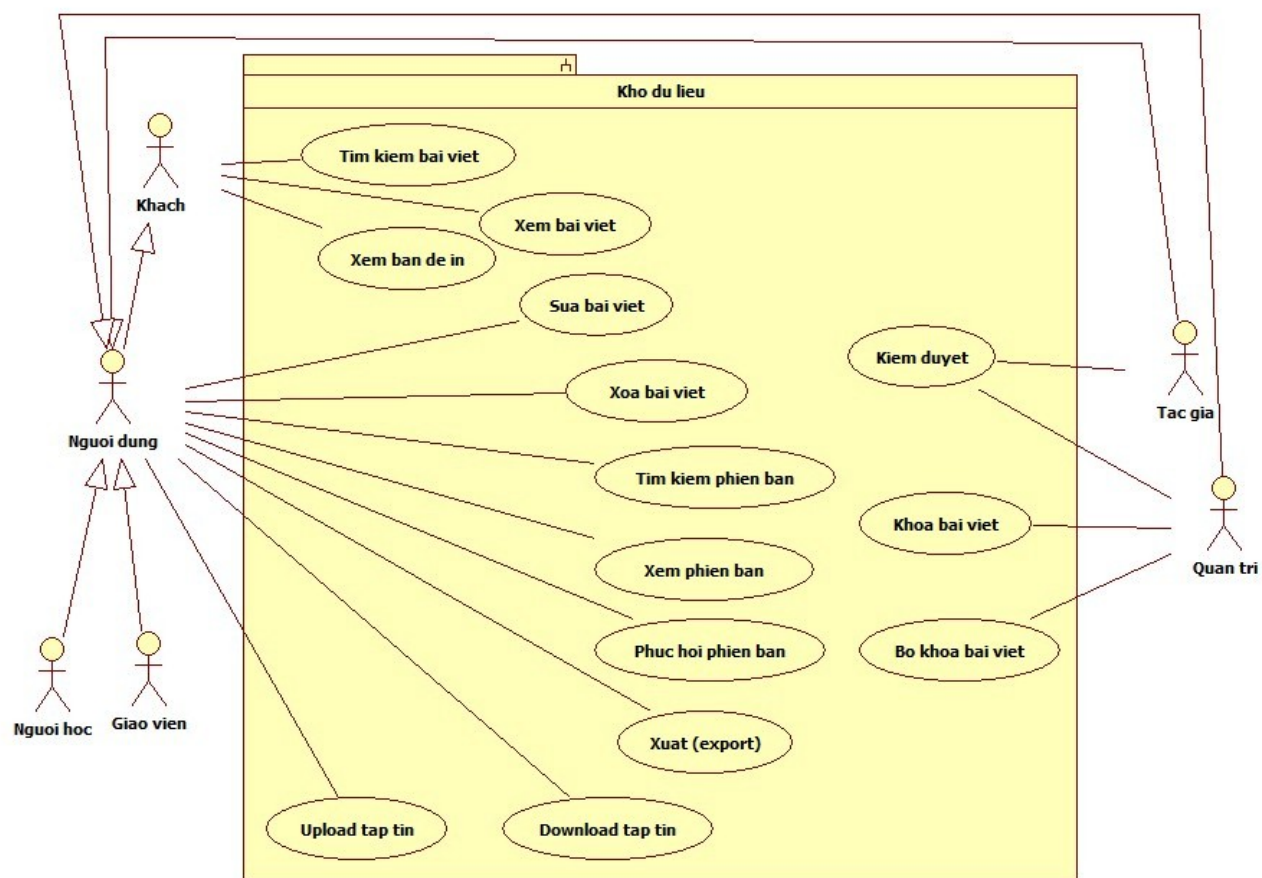 Kho du lieu
Khach
Tim kiem bai viet
Xem bai viet
Xem ban de in
Sua bai viet
Kiem duyet
Tac gia
Xoa bai viet
Nguoi dung
Tim kiem phien ban
Khoa bai viet
Quan tri
Xem phien ban
Phuc hoi phien ban
Bo khoa bai viet
Nguoi hoc
Giao vien
Xuat (export)
Upload tap tin
Download tap tin